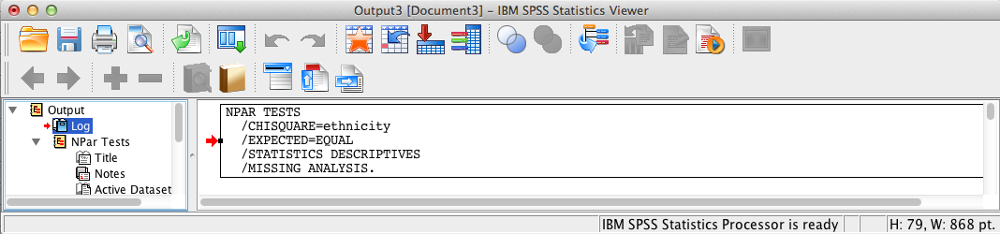 Output3 [Document3] – IBM SPSS Statistics Viewer
Output
Log
NPar Tests
Title
Notes
Active Dataset
NPAR TESTS
/CHISQUARE=ethnicity
/EXPECTED=EQUAL
/STATISTICS DESCRIPTIVES
/MISSING ANALYSIS.
IBM SPSS Statistics Processor is ready
H: 79, W: 868 pt.